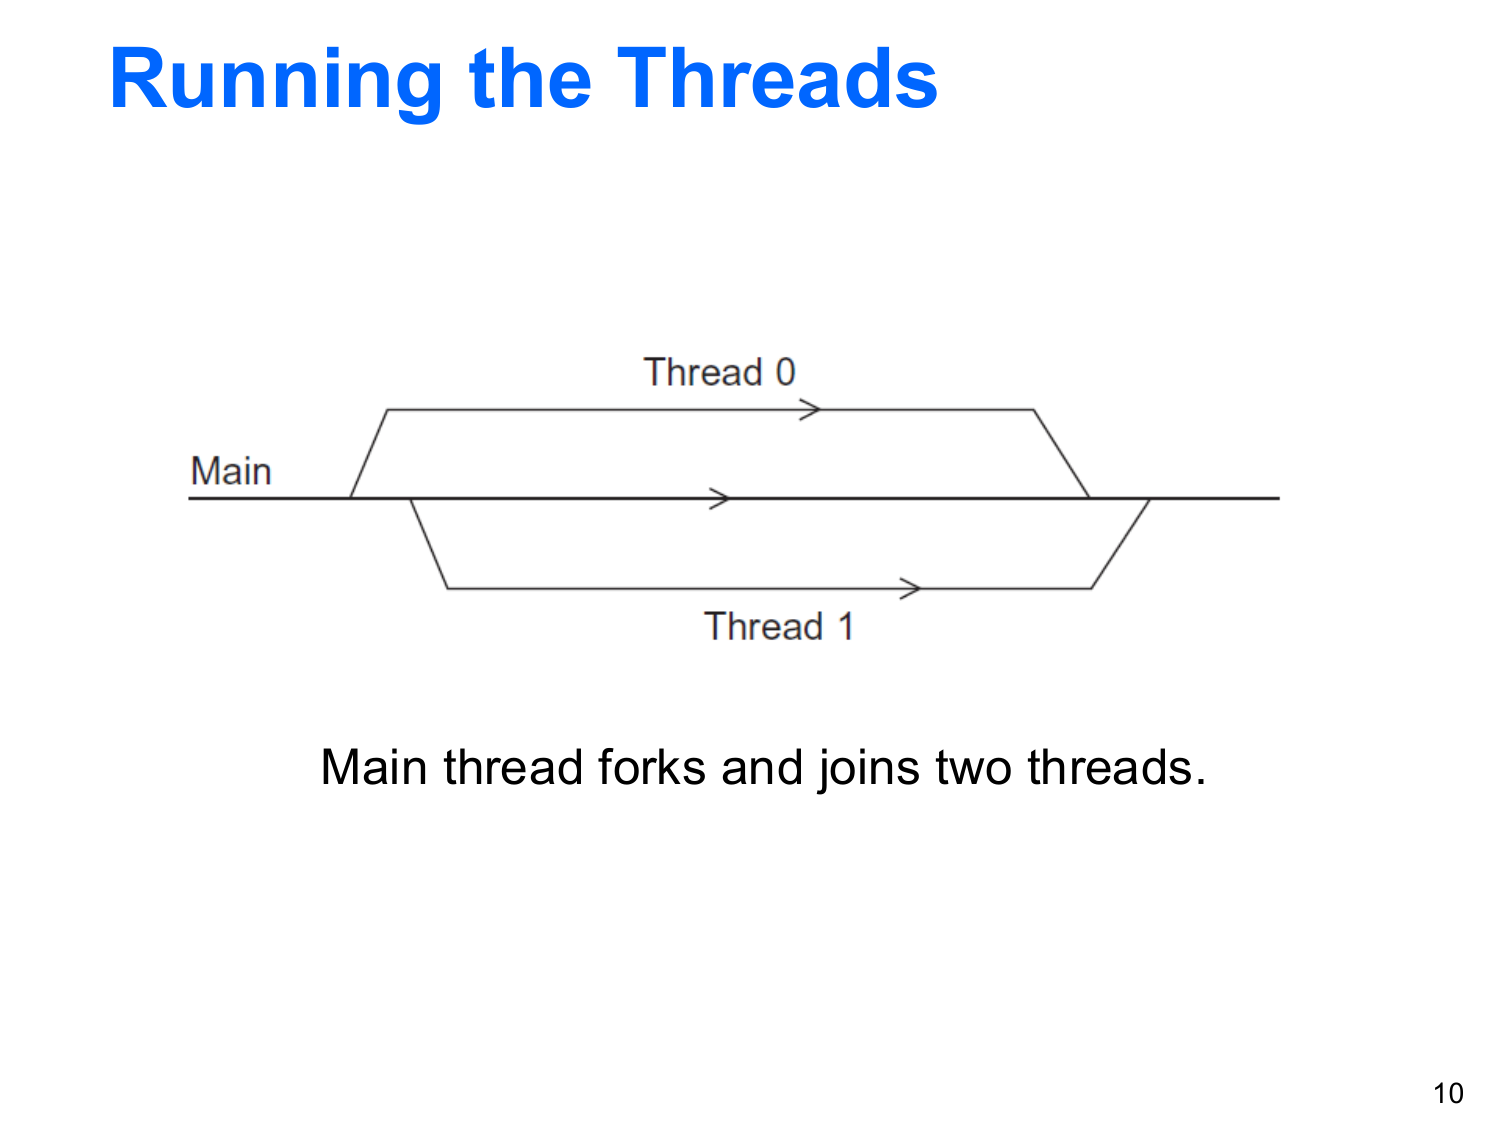 Running the Threads
Thread 0
Main
Thread 1
Main thread forks and joins two threads.
10